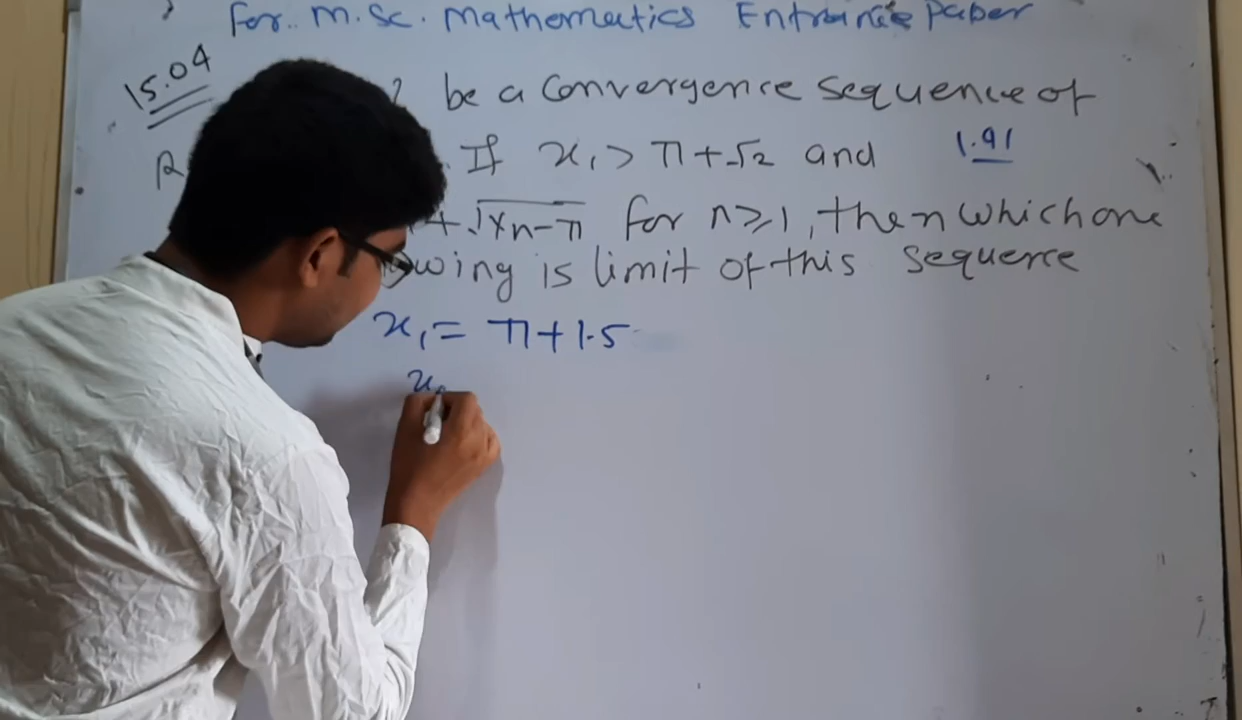 For.. M.Sc. Mathematics Entrance Paper
15.04
be a Convergence sequence of
R
. If x₁ > π + √2 and
1.91
+ √xn-π for n ≥ 1, then which one
owing is limit of this sequence
x₁ = π + 1.5
x